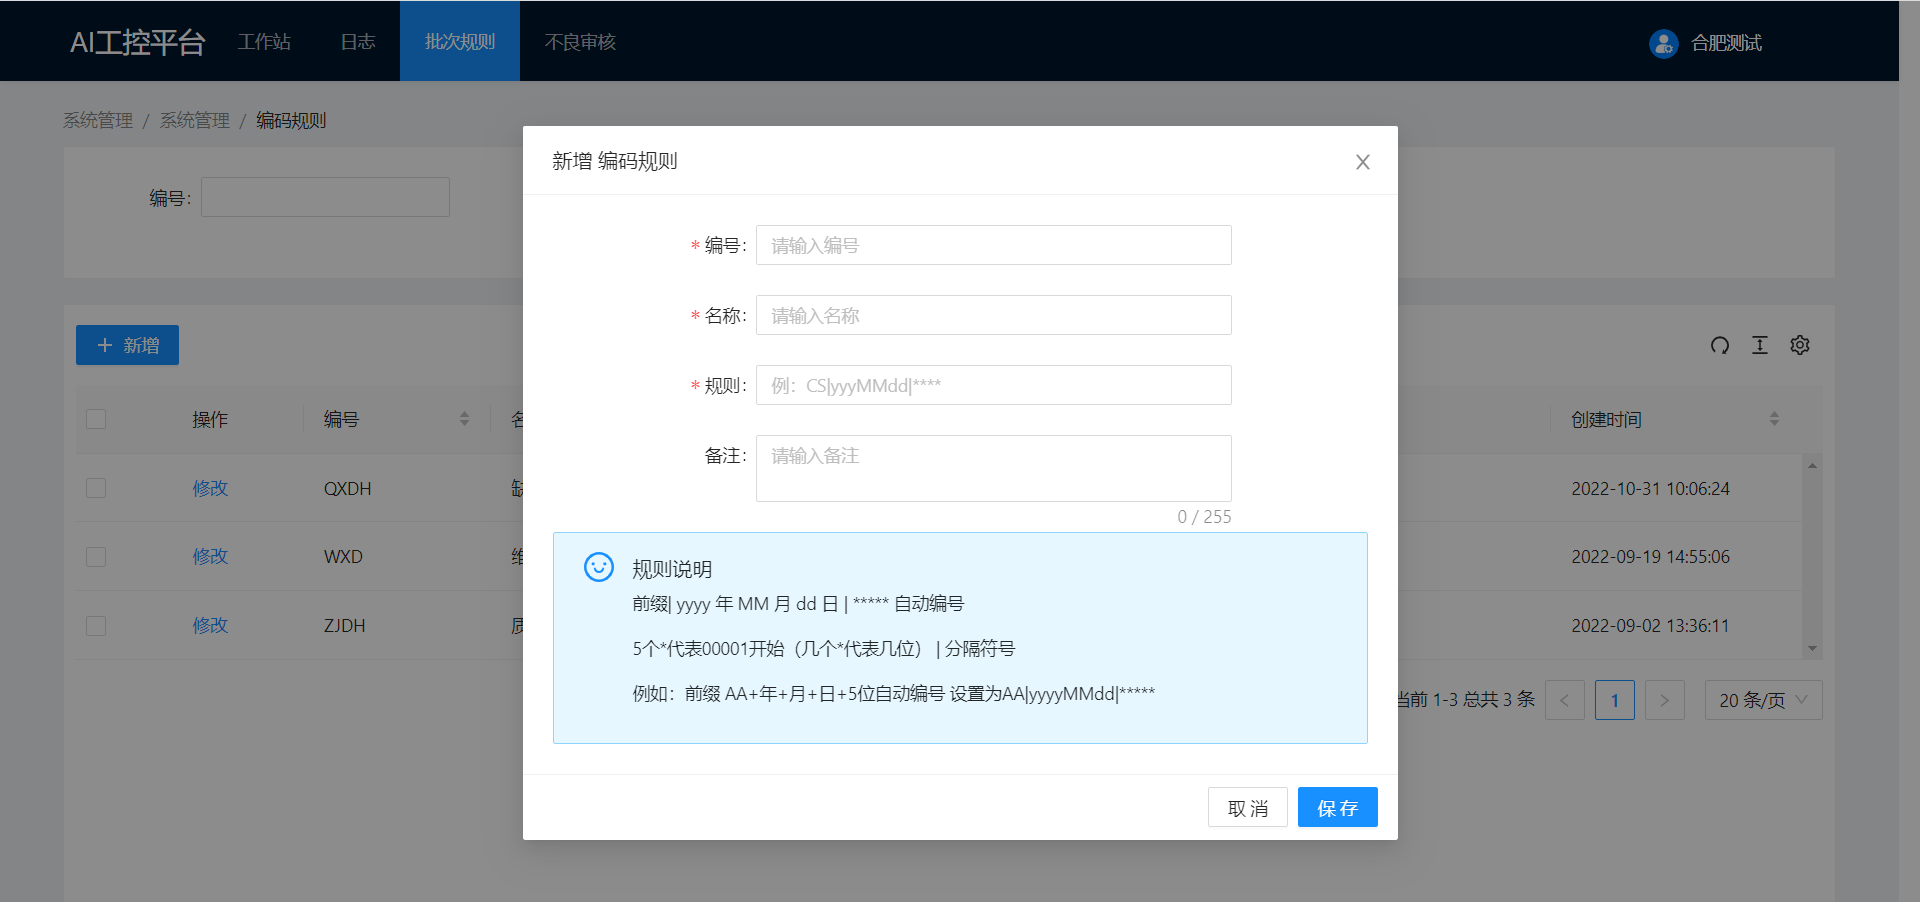 AI工控平台 工作站 日志 批次规则 不良审核 合肥测试
系统管理 / 系统管理 / 编码规则
编号:
新增 编码规则
* 编号: 请输入编号
* 名称: 请输入名称
* 规则: 例：CS|yyyMMdd|****
备注: 请输入备注
0 / 255
规则说明
前缀| yyyy 年 MM 月 dd 日 | ***** 自动编号
5个*代表00001开始（几个*代表几位） | 分隔符号
例如：前缀 AA+年+月+日+5位自动编号 设置为AA|yyyyMMdd|*****
取 消 保 存
+ 新增
操作 编号 创建时间
修改 QXDH 2022-10-31 10:06:24
修改 WXD 2022-09-19 14:55:06
修改 ZJDH 2022-09-02 13:36:11
当前 1-3 总共 3 条 < 1 > 20 条/页